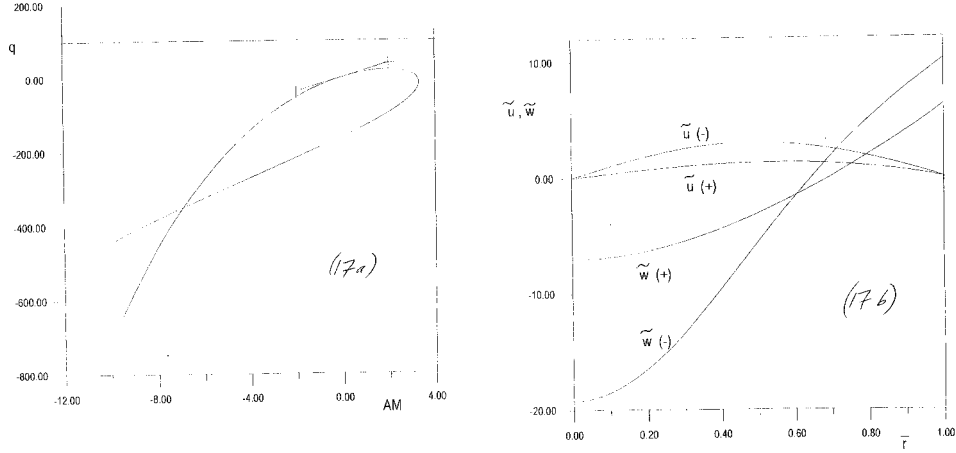 200.00
q
0.00
-200.00
-400.00
-600.00
-800.00
-12.00
-8.00
-4.00
0.00
4.00
AM
(17a)
10.00
ũ, w̃
0.00
-10.00
-20.00
ũ (-)
ũ (+)
w̃ (+)
w̃ (-)
(17b)
0.00
0.20
0.40
0.60
0.80
1.00
r̄